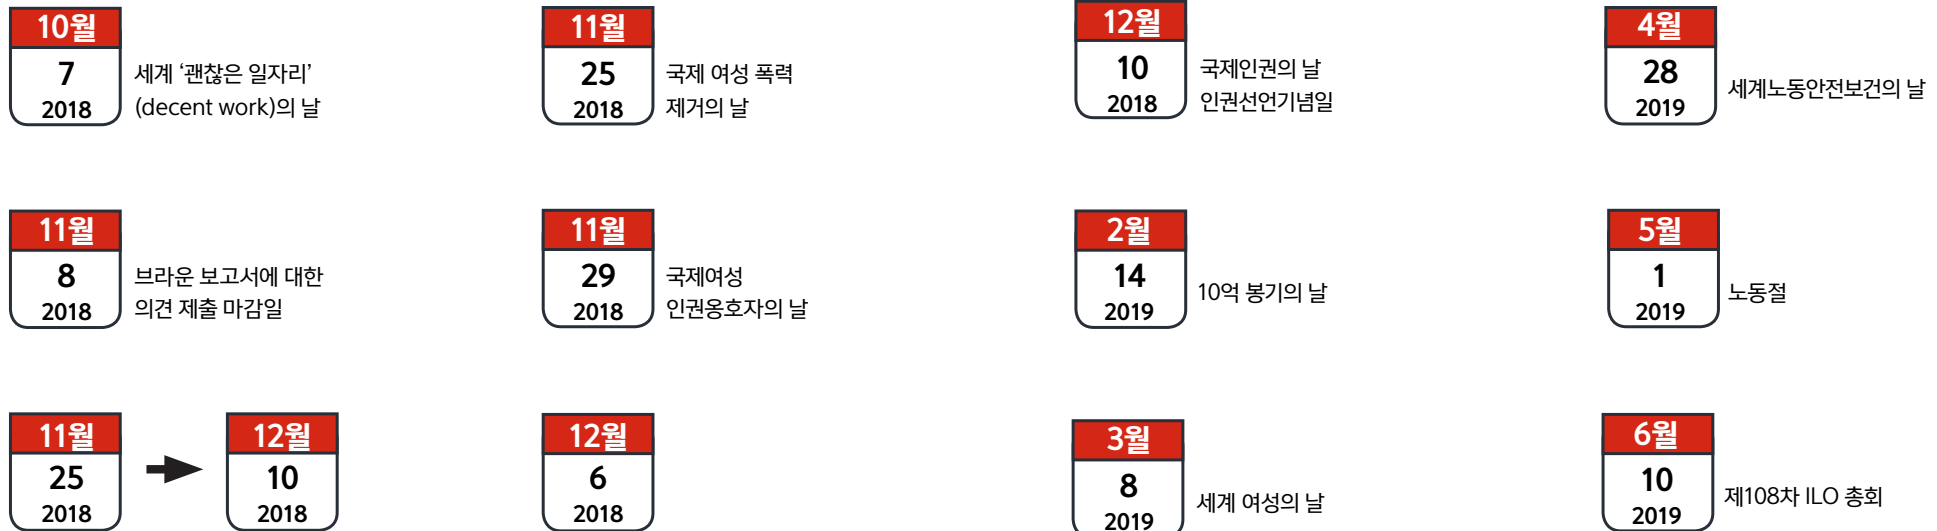 10월
7
2018
세계 ‘괜찮은 일자리’
(decent work)의 날
11월
8
2018
브라운 보고서에 대한
의견 제출 마감일
11월
25
2018
12월
10
2018
11월
25
2018
국제 여성 폭력
제거의 날
11월
29
2018
국제여성
인권옹호자의 날
12월
6
2018
12월
10
2018
국제인권의 날
인권선언기념일
2월
14
2019
10억 봉기의 날
3월
8
2019
세계 여성의 날
4월
28
2019
세계노동안전보건의 날
5월
1
2019
노동절
6월
10
2019
제108차 ILO 총회